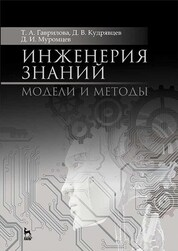 Т. А. Гаврилова, Д. В. Кудрявцев,
Д. И. Муромцев
ИНЖЕНЕРИЯ
ЗНАНИЙ
МОДЕЛИ И МЕТОДЫ